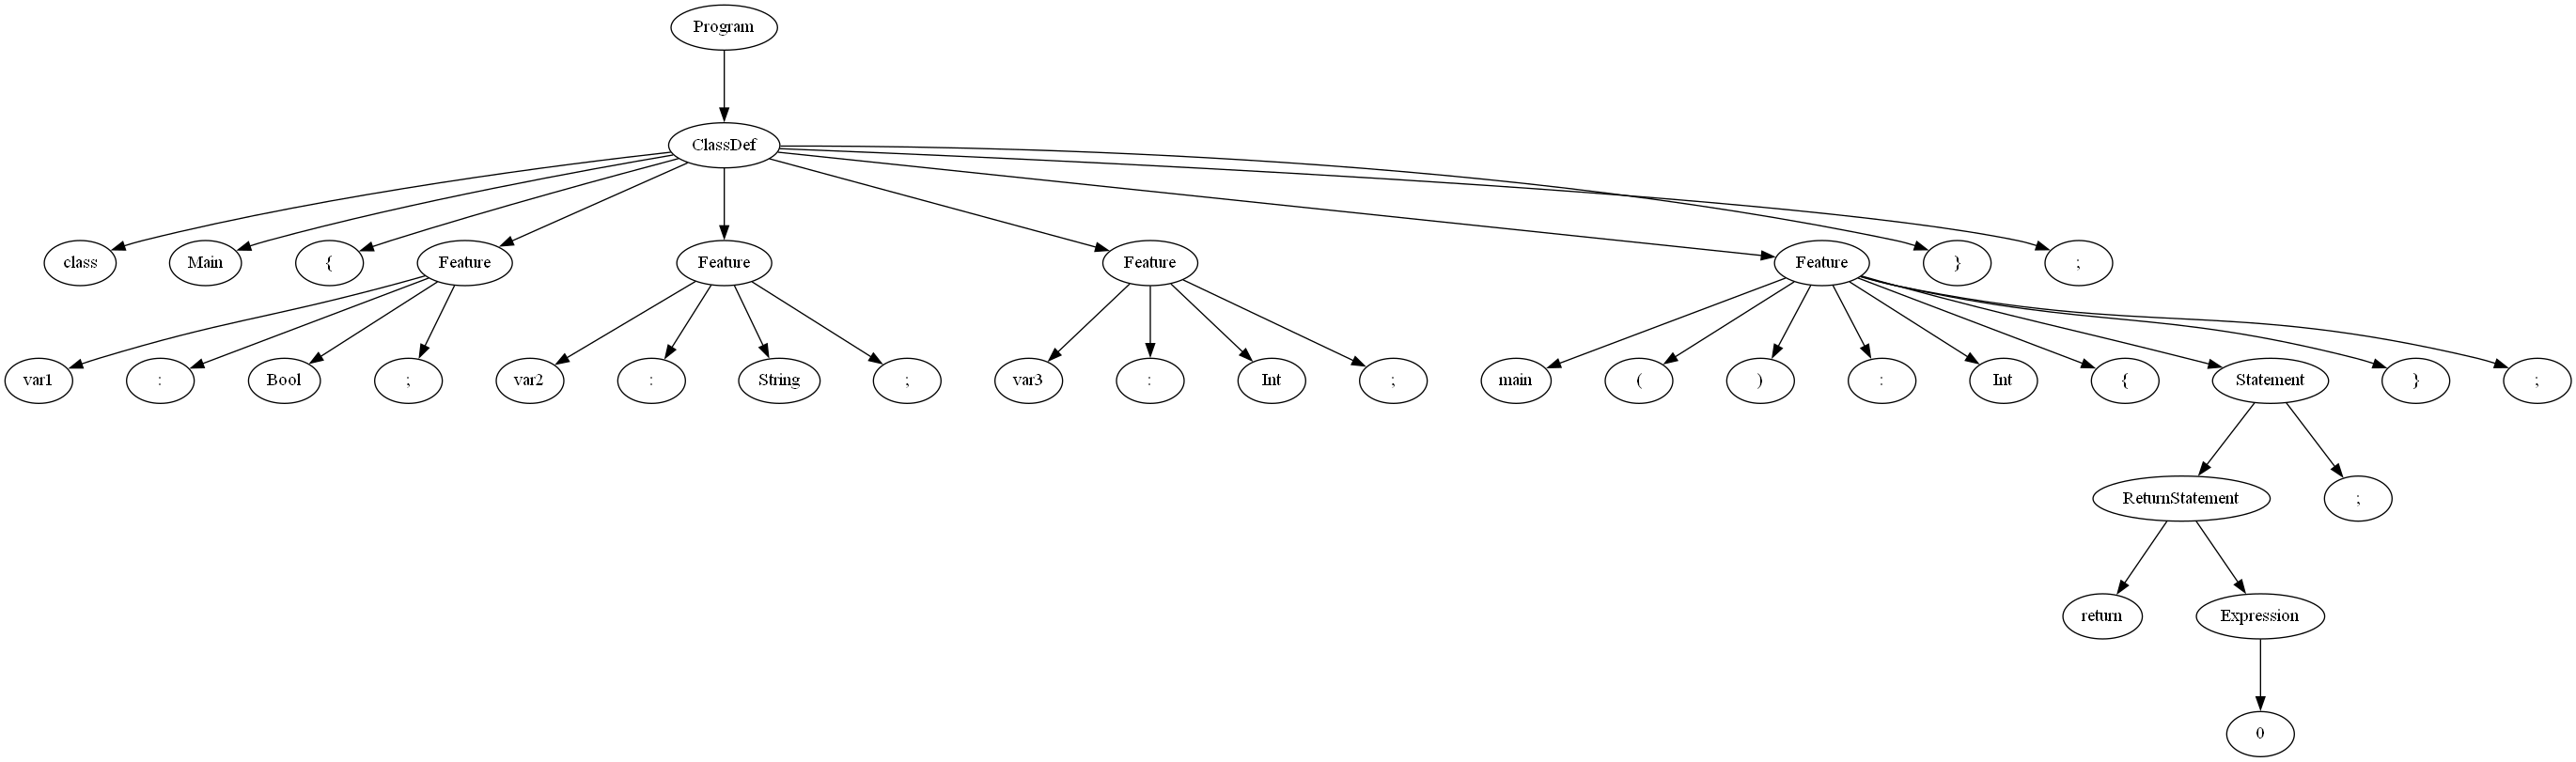 Program
ClassDef
class Main { Feature Feature Feature Feature } ;
var1 : Bool ; var2 : String ; var3 : Int ; main ( ) : Int { Statement } ;
ReturnStatement ;
return Expression
0